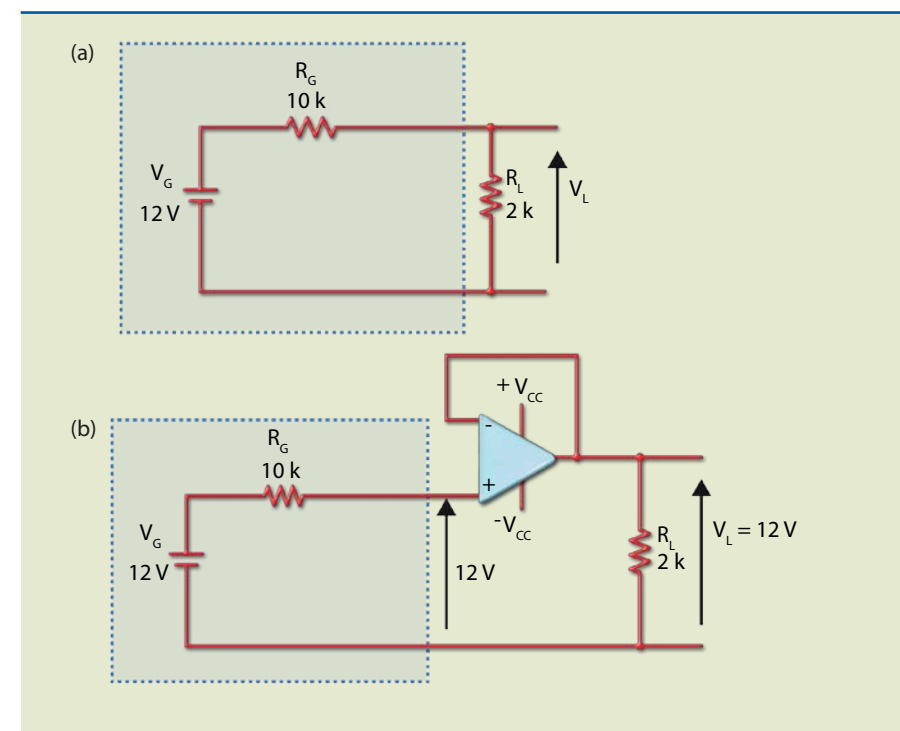 (a)
R_G
10 k
V_G
12 V
R_L
2 k
V_L
(b)
R_G
10 k
V_G
12 V
12 V
+ V_CC
-
+
-V_CC
R_L
2 k
V_L = 12 V